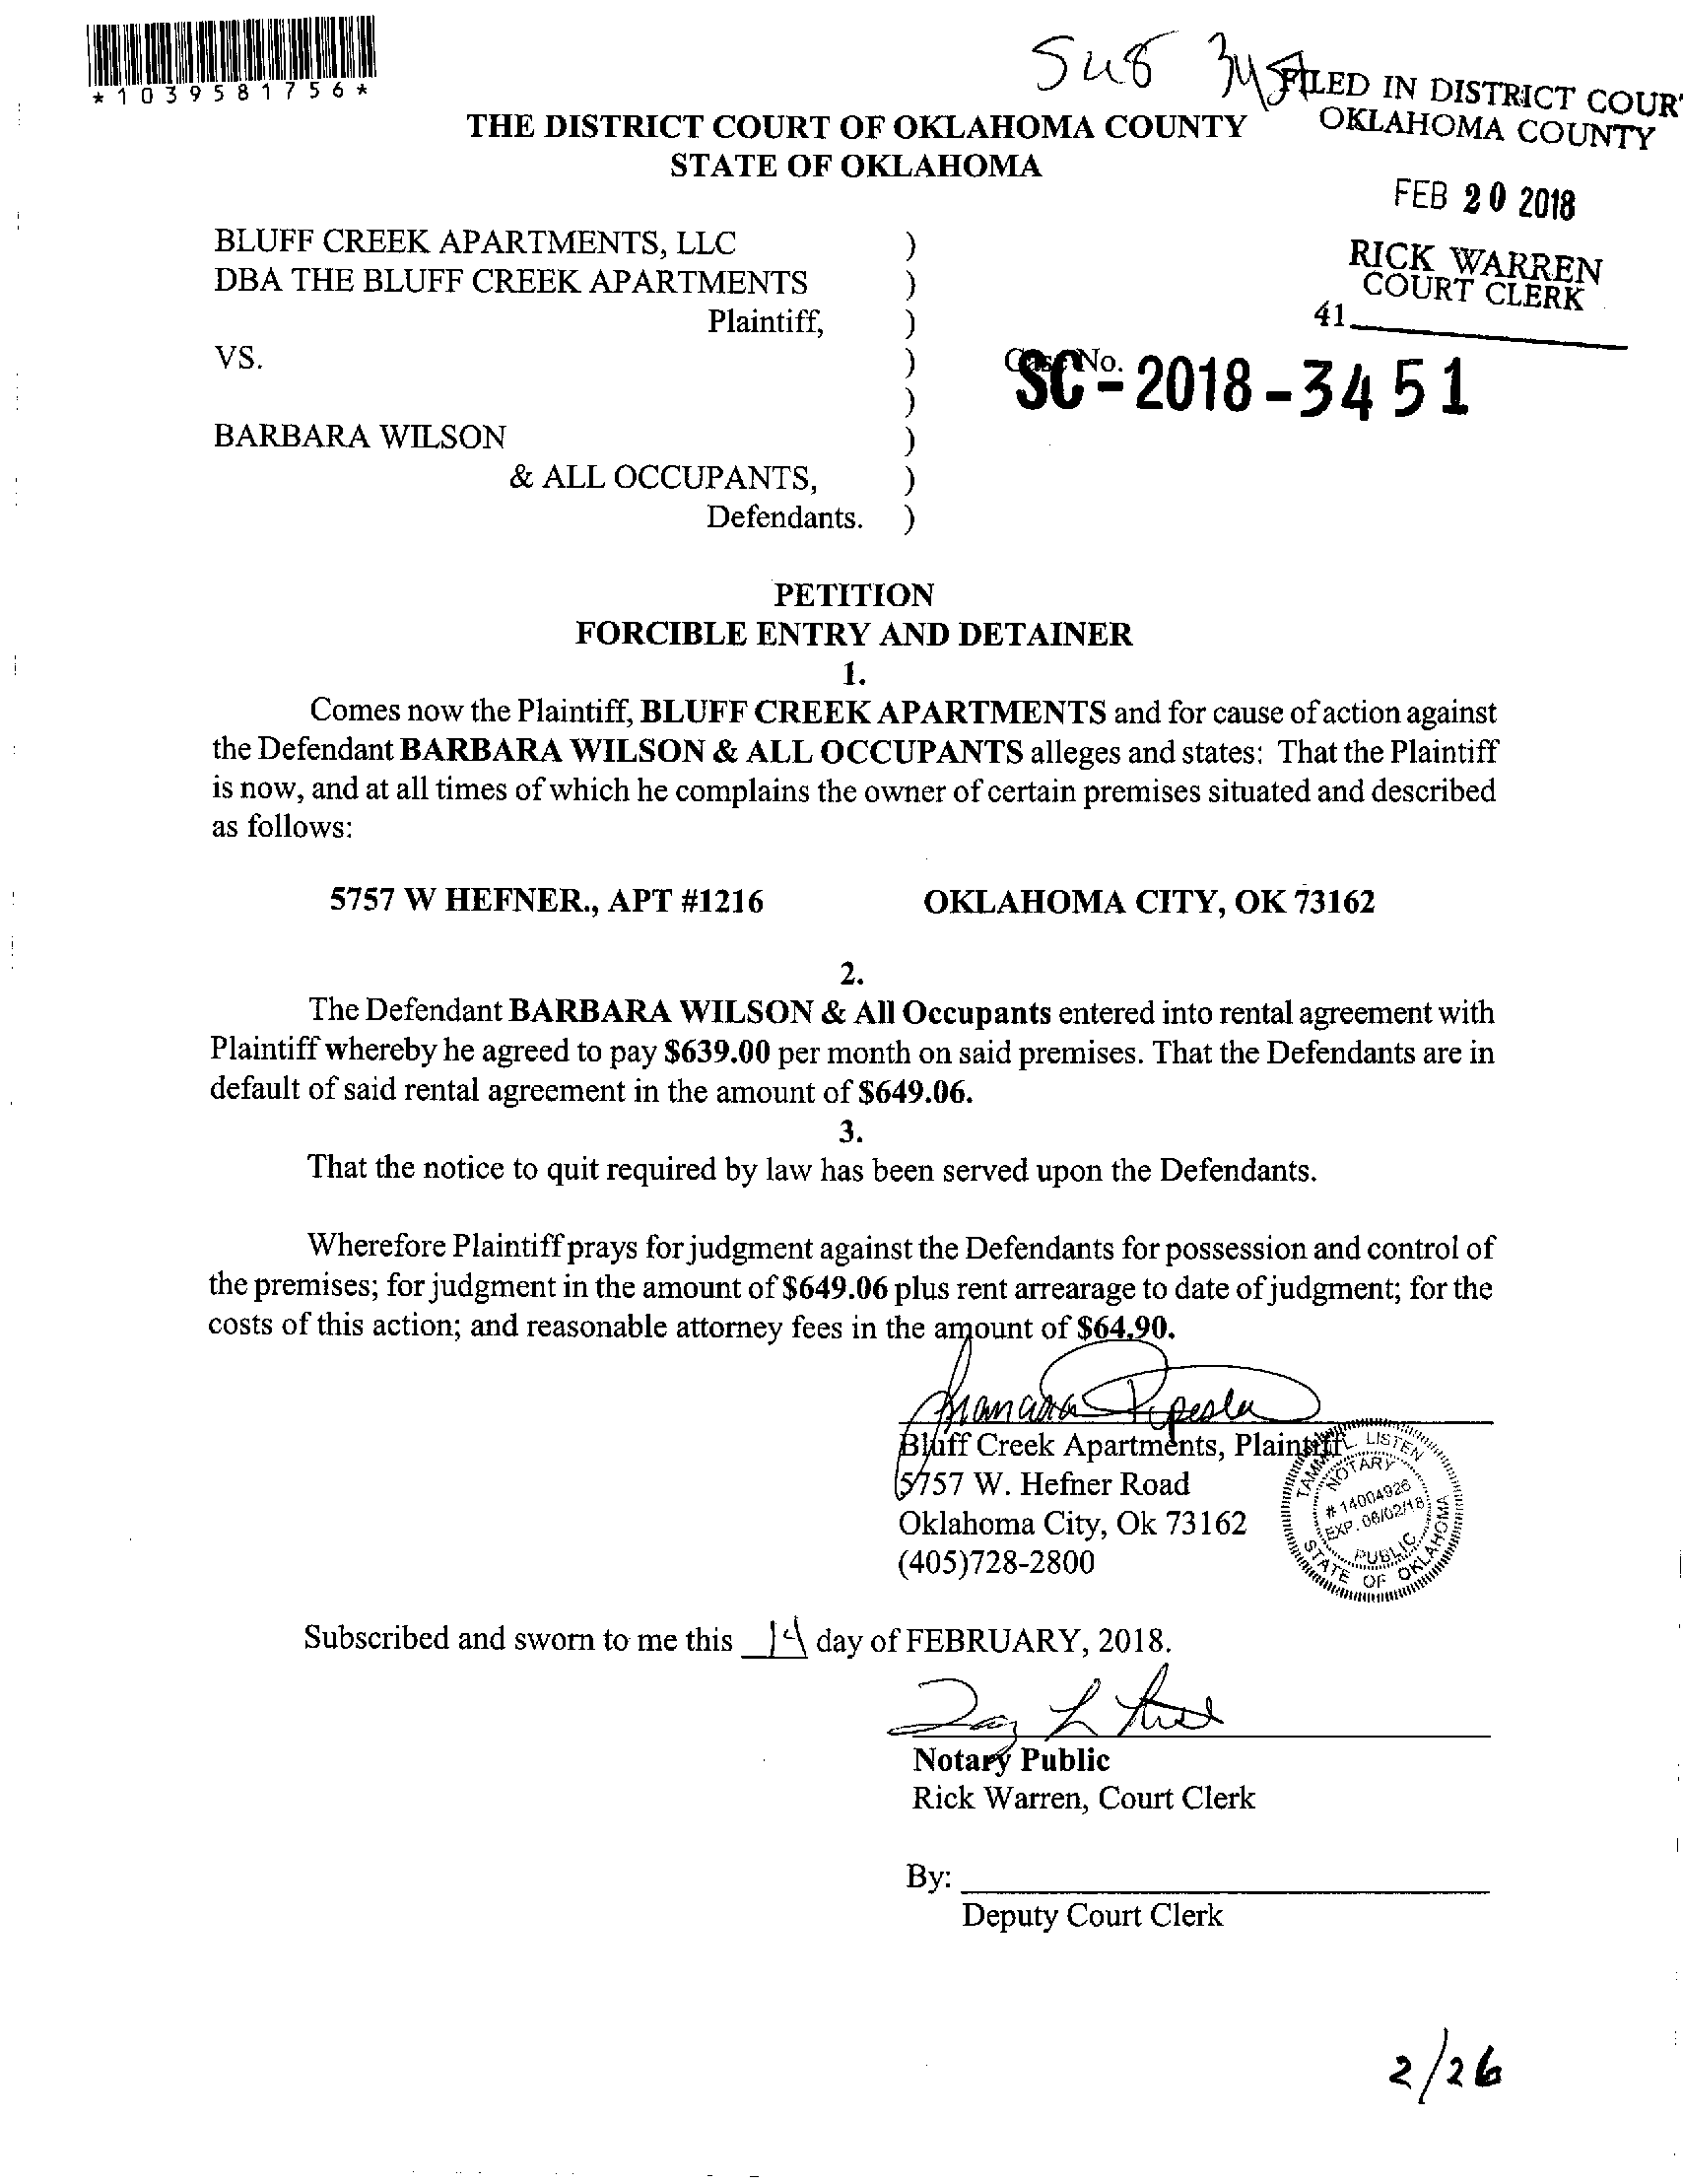 *1039581756*
FILED IN DISTRICT COUR
OKLAHOMA COUNTY
THE DISTRICT COURT OF OKLAHOMA COUNTY
STATE OF OKLAHOMA
FEB 20 2018
RICK WARREN
COURT CLERK
41
BLUFF CREEK APARTMENTS, LLC )
DBA THE BLUFF CREEK APARTMENTS )
Plaintiff, )
VS. )
Case No. SC-2018-3451
)
BARBARA WILSON )
& ALL OCCUPANTS, )
Defendants. )
PETITION
FORCIBLE ENTRY AND DETAINER
1.
Comes now the Plaintiff, BLUFF CREEK APARTMENTS and for cause of action against
the Defendant BARBARA WILSON & ALL OCCUPANTS alleges and states: That the Plaintiff
is now, and at all times of which he complains the owner of certain premises situated and described
as follows:
5757 W HEFNER., APT #1216 OKLAHOMA CITY, OK 73162
2.
The Defendant BARBARA WILSON & All Occupants entered into rental agreement with
Plaintiff whereby he agreed to pay $639.00 per month on said premises. That the Defendants are in
default of said rental agreement in the amount of $649.06.
3.
That the notice to quit required by law has been served upon the Defendants.
Wherefore Plaintiff prays for judgment against the Defendants for possession and control of
the premises; for judgment in the amount of $649.06 plus rent arrearage to date of judgment; for the
costs of this action; and reasonable attorney fees in the amount of $64.90.
Bluff Creek Apartments, Plaintiff
5757 W. Hefner Road
Oklahoma City, Ok 73162
(405)728-2800
LISTEN
NOTARY
# 14004926
EXP. 06/02/18
PUBLIC
STATE OF OKLAHOMA
Subscribed and sworn to me this 14 day of FEBRUARY, 2018.
Notary Public
Rick Warren, Court Clerk
By:
Deputy Court Clerk
2/26